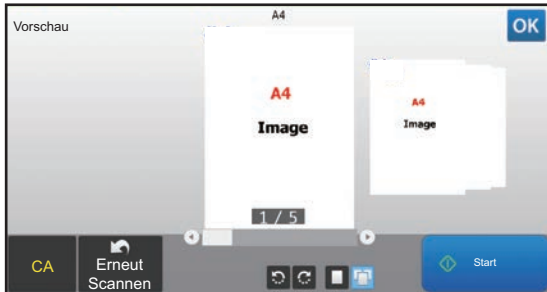 A4
Vorschau
OK
A4
Image
A4
Image
1 / 5
CA
Erneut
Scannen
Start